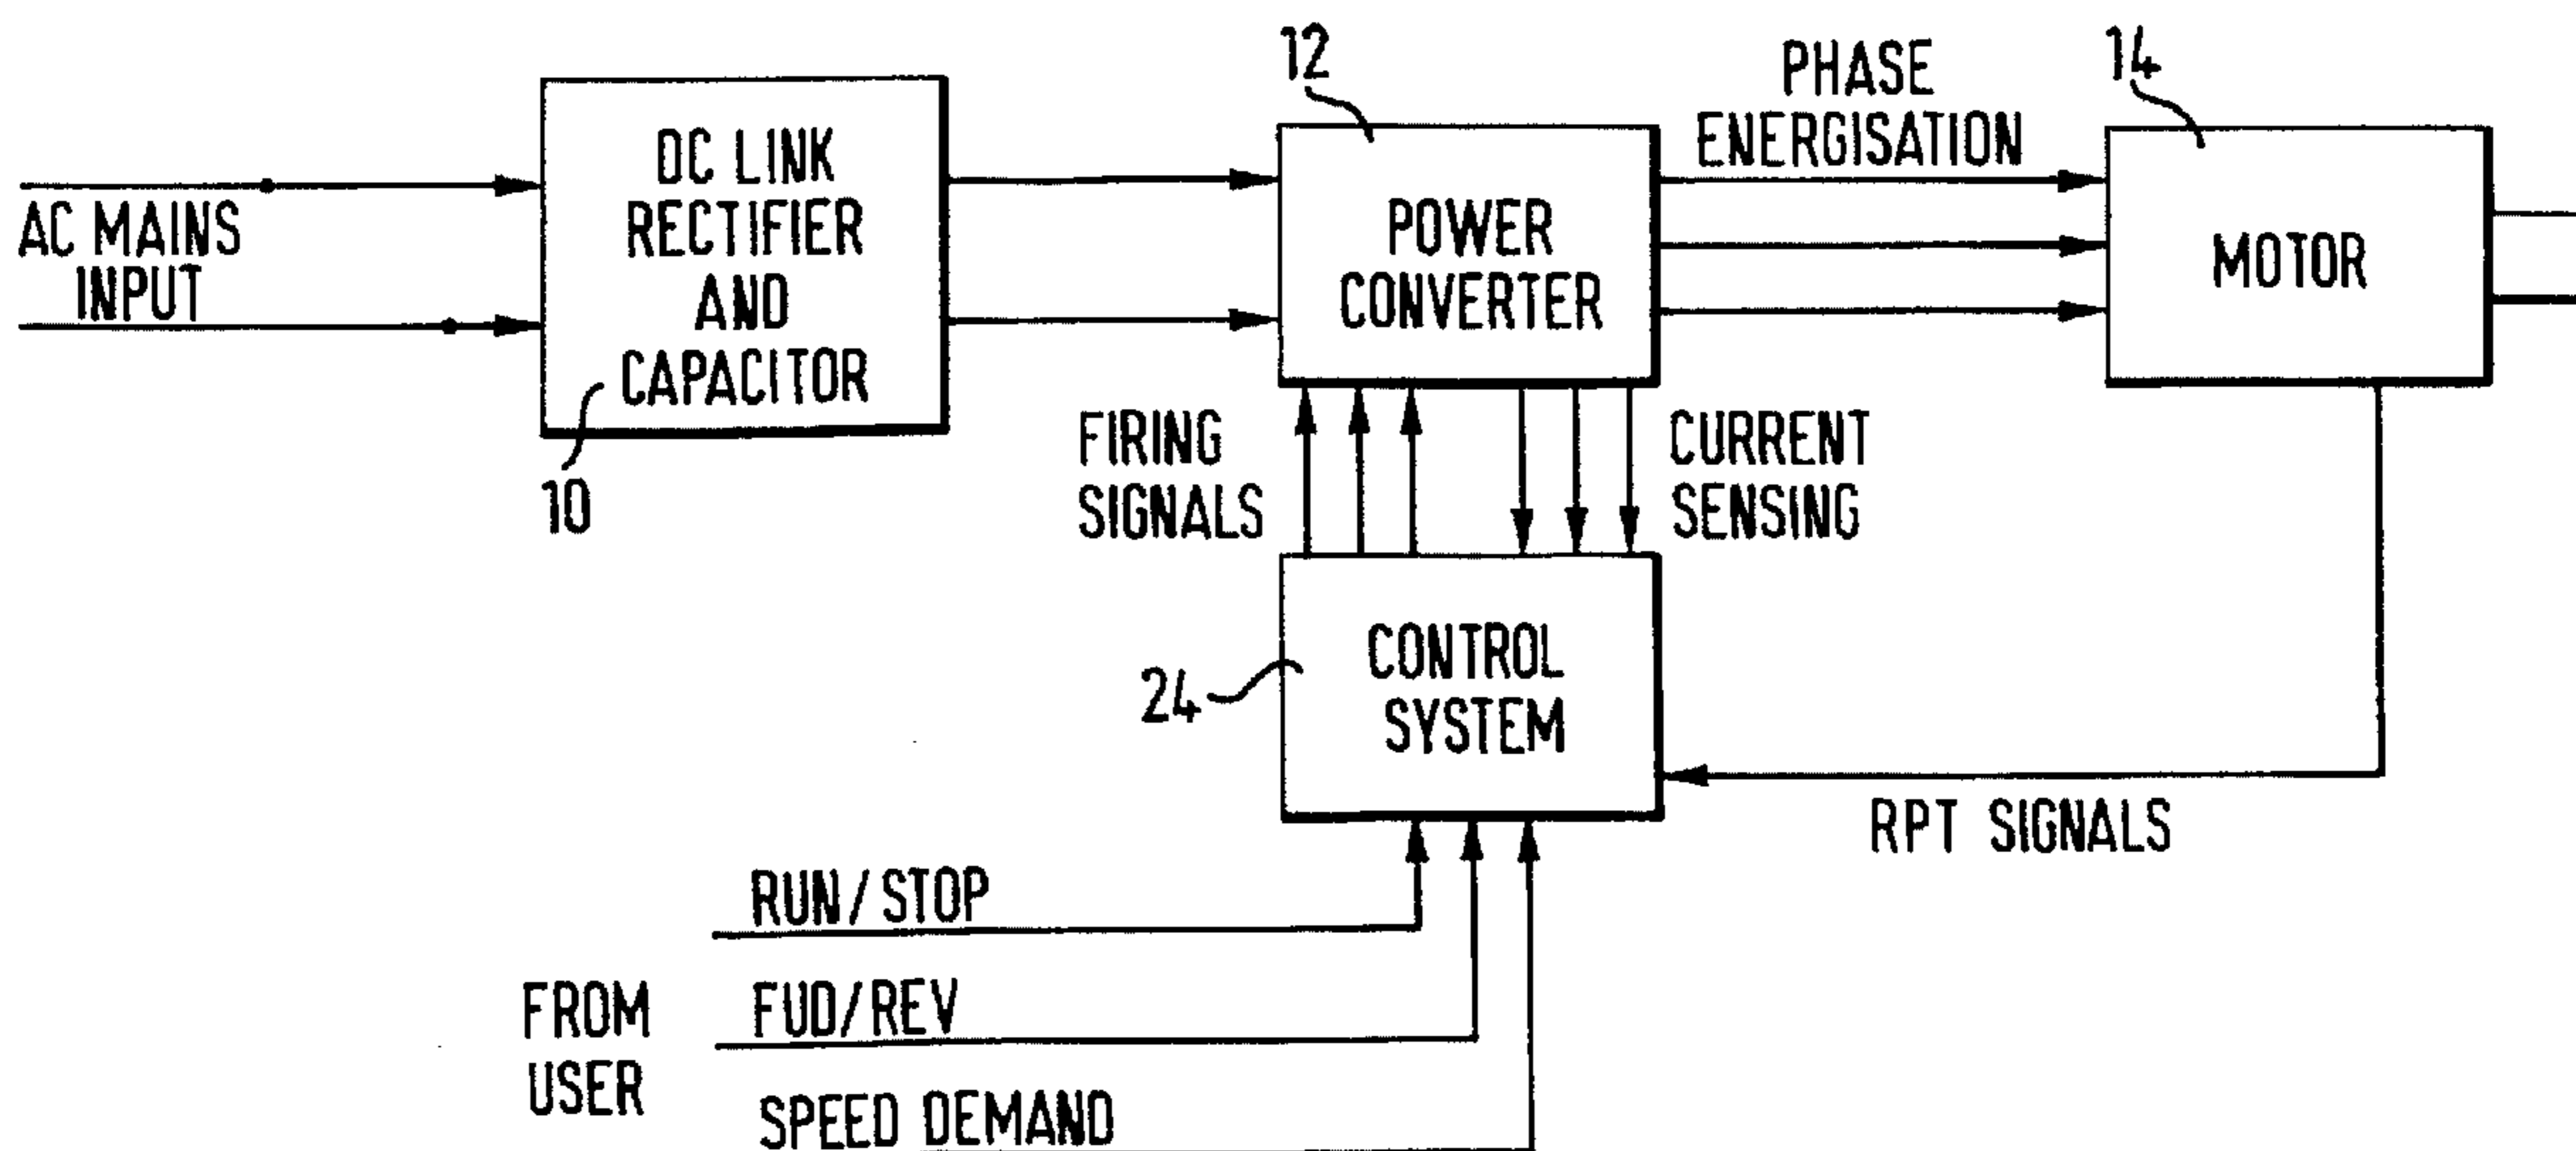 12
14
PHASE
ENERGISATION
DC LINK
RECTIFIER
AND
CAPACITOR
10
AC MAINS
INPUT
POWER
CONVERTER
MOTOR
FIRING
SIGNALS
CURRENT
SENSING
CONTROL
SYSTEM
24
RPT SIGNALS
RUN/STOP
FUD/REV
SPEED DEMAND
FROM
USER